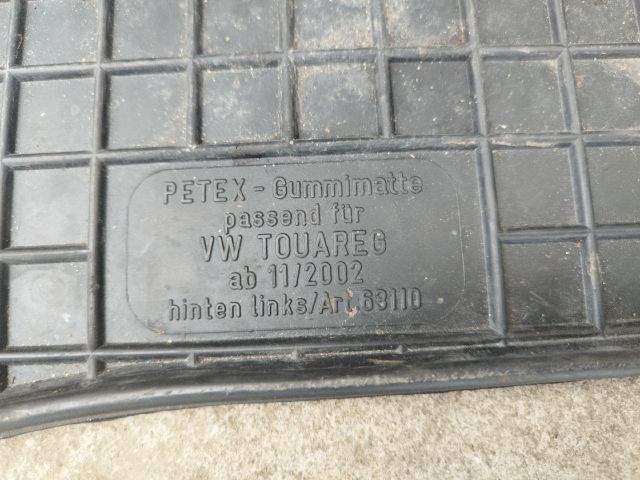 PETEX - Gummimatte
passend für
VW TOUAREG
ab 11/2002
hinten links/Art.63110